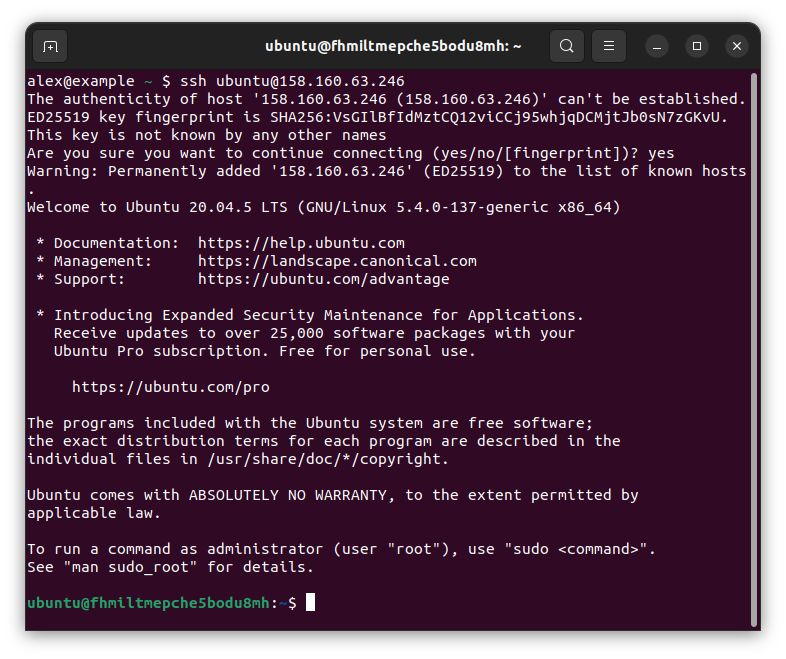 ubuntu@fhmiltmepche5bodu8mh: ~
alex@example ~ $ ssh ubuntu@158.160.63.246
The authenticity of host '158.160.63.246 (158.160.63.246)' can't be established.
ED25519 key fingerprint is SHA256:VsGIlBfIdMztCQ12viCCj95whjqDCMjtJb0sN7zGKvU.
This key is not known by any other names
Are you sure you want to continue connecting (yes/no/[fingerprint])? yes
Warning: Permanently added '158.160.63.246' (ED25519) to the list of known hosts
.
Welcome to Ubuntu 20.04.5 LTS (GNU/Linux 5.4.0-137-generic x86_64)
* Documentation:  https://help.ubuntu.com
* Management:     https://landscape.canonical.com
* Support:        https://ubuntu.com/advantage
* Introducing Expanded Security Maintenance for Applications.
Receive updates to over 25,000 software packages with your
Ubuntu Pro subscription. Free for personal use.
https://ubuntu.com/pro
The programs included with the Ubuntu system are free software;
the exact distribution terms for each program are described in the
individual files in /usr/share/doc/*/copyright.
Ubuntu comes with ABSOLUTELY NO WARRANTY, to the extent permitted by
applicable law.
To run a command as administrator (user "root"), use "sudo <command>".
See "man sudo_root" for details.
ubuntu@fhmiltmepche5bodu8mh:~$